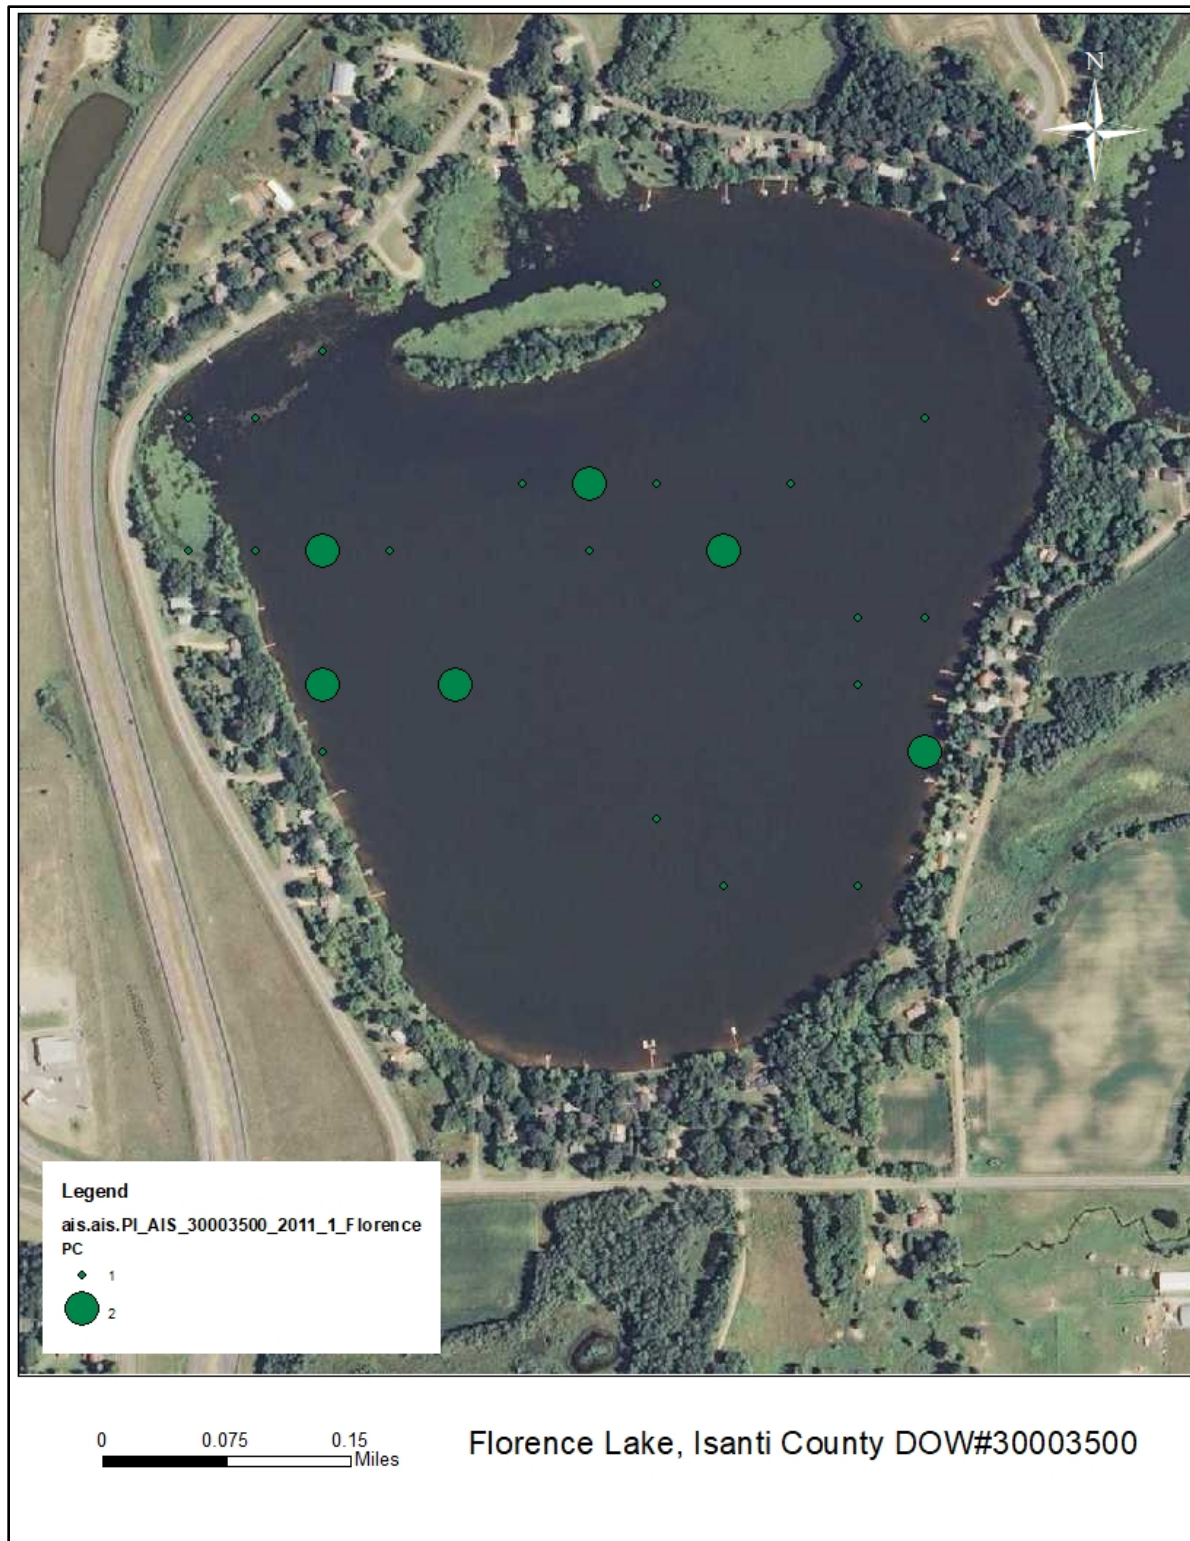 N
Legend
ais.ais.PI_AIS_30003500_2011_1_Florence
PC
1
2
0 0.075 0.15
Miles
Florence Lake, Isanti County DOW#30003500